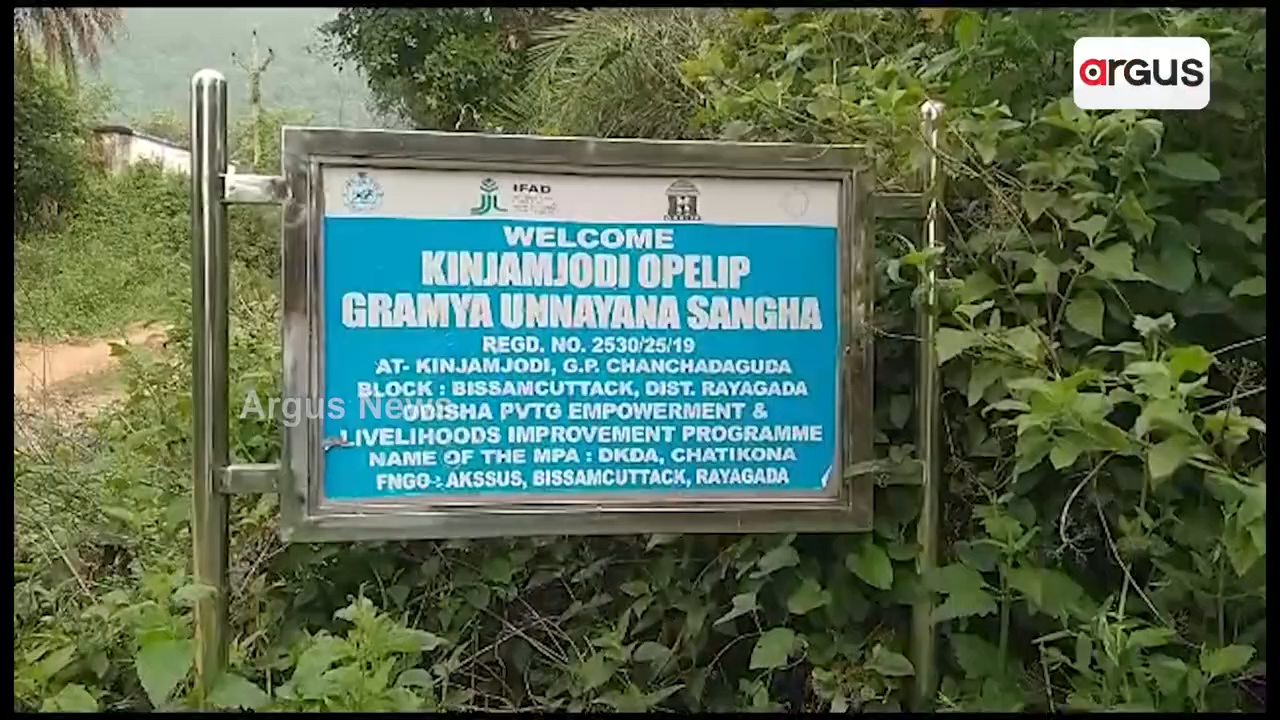 argus
IFAD
WELCOME
KINJAMJODI OPELIP
GRAMYA UNNAYANA SANGHA
REGD. NO. 2530/25/19
AT- KINJAMJODI, G.P. CHANCHADAGUDA
BLOCK : BISSAMCUTTACK, DIST. RAYAGADA
Argus News
ODISHA PVTG EMPOWERMENT &
LIVELIHOODS IMPROVEMENT PROGRAMME
NAME OF THE MPA : DKDA, CHATIKONA
FNGO : AKSSUS, BISSAMCUTTACK, RAYAGADA